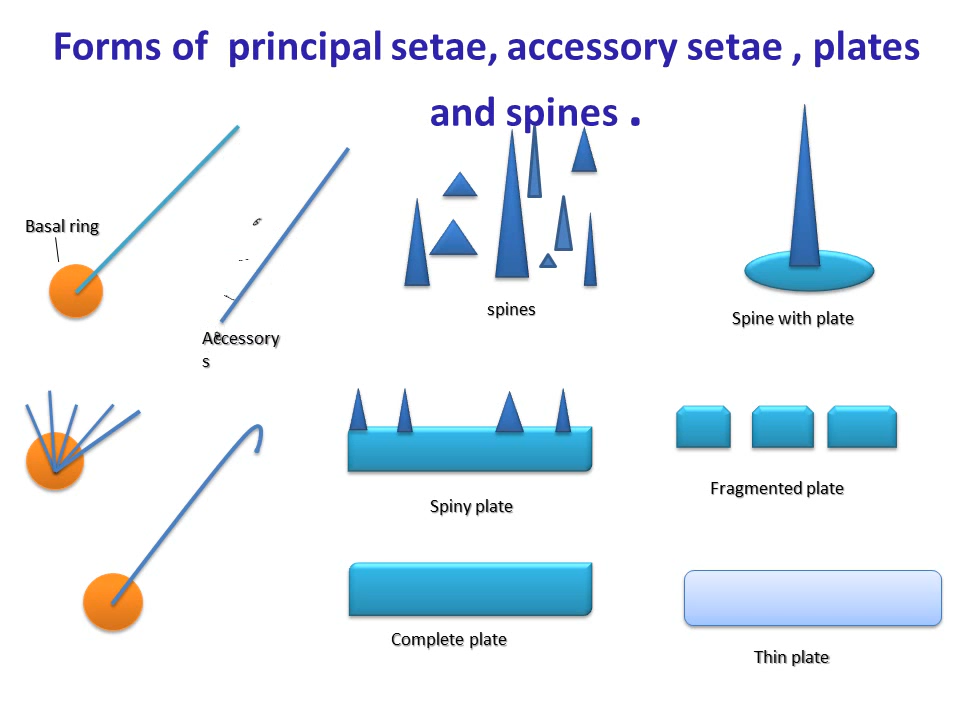 Forms of  principal setae, accessory setae , plates
and spines .
Basal ring
Accessory
s
spines
Spine with plate
Spiny plate
Fragmented plate
Complete plate
Thin plate